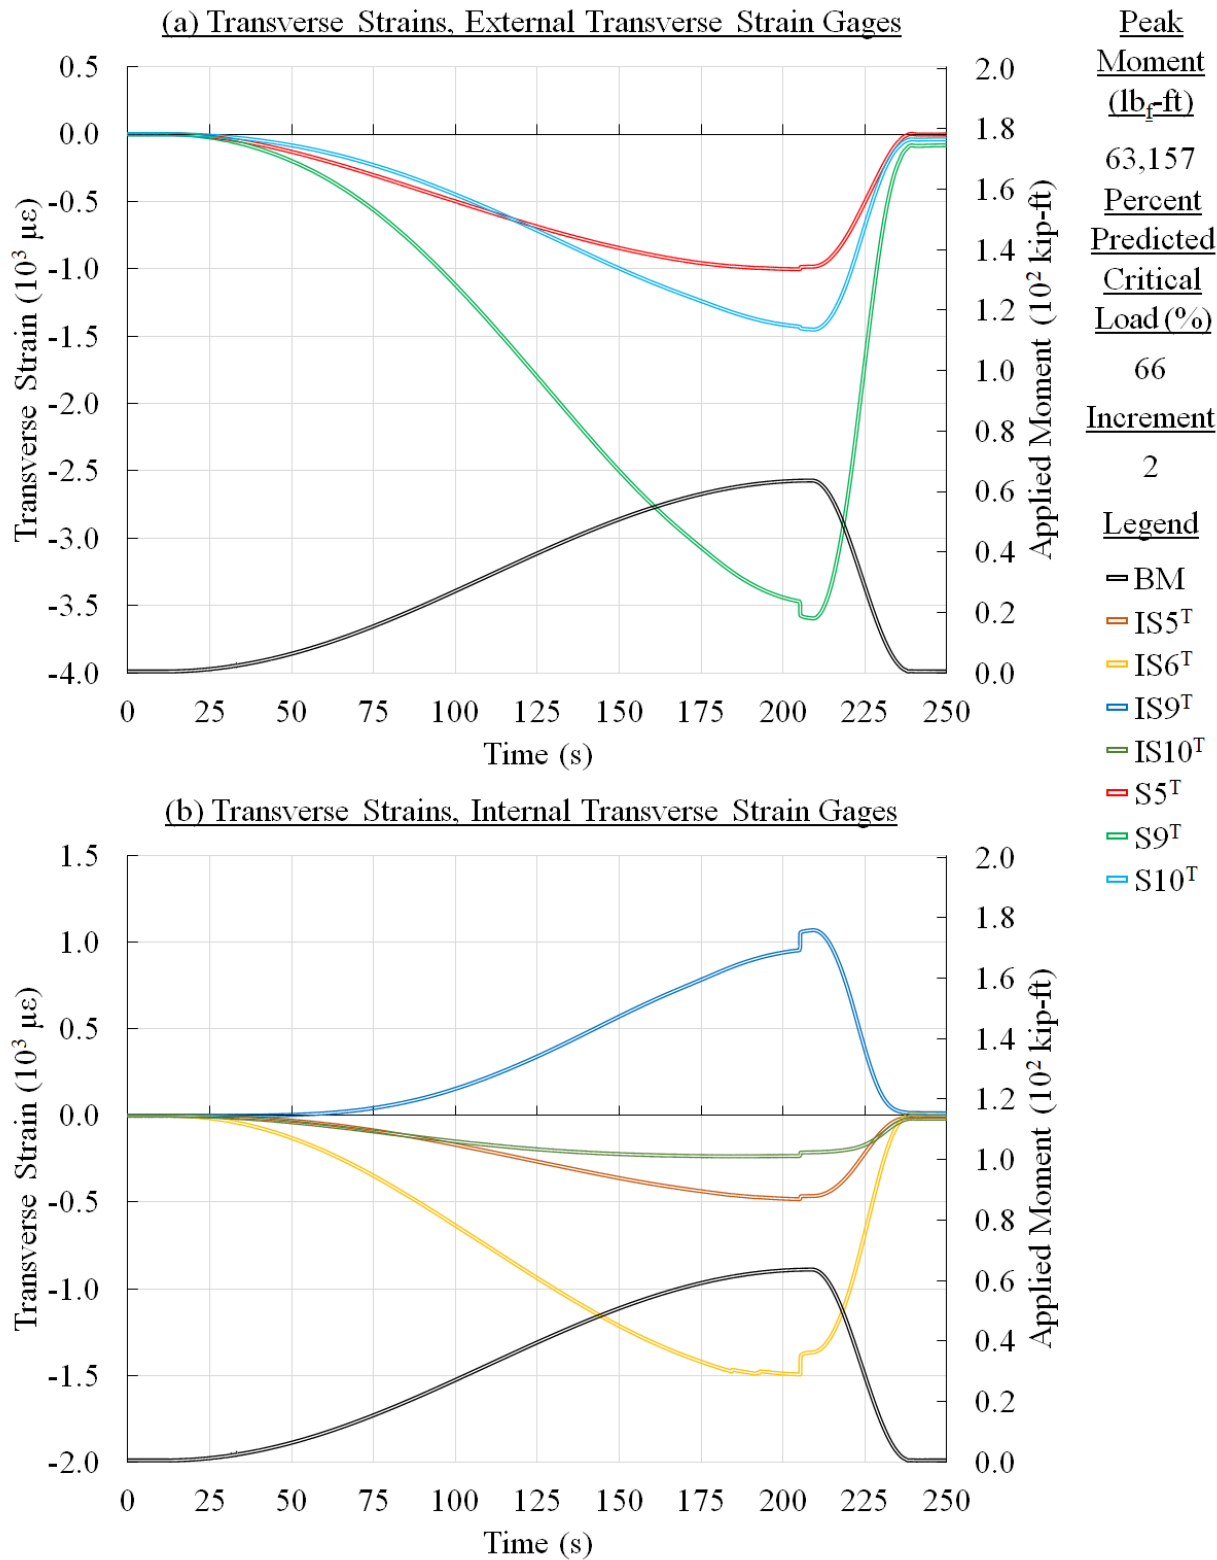 (a) Transverse Strains, External Transverse Strain Gages
0.5
0.0
-0.5
-1.0
-1.5
-2.0
-2.5
-3.0
-3.5
-4.0
Transverse Strain (10³ με)
2.0
1.8
1.6
1.4
1.2
1.0
0.8
0.6
0.4
0.2
0.0
Applied Moment (10² kip-ft)
0 25 50 75 100 125 150 175 200 225 250
Time (s)
(b) Transverse Strains, Internal Transverse Strain Gages
1.5
1.0
0.5
0.0
-0.5
-1.0
-1.5
-2.0
Transverse Strain (10³ με)
2.0
1.8
1.6
1.4
1.2
1.0
0.8
0.6
0.4
0.2
0.0
Applied Moment (10² kip-ft)
0 25 50 75 100 125 150 175 200 225 250
Time (s)
Peak
Moment
(lb_f-ft)
63,157
Percent
Predicted
Critical
Load (%)
66
Increment
2
Legend
BM
IS5ᵀ
IS6ᵀ
IS9ᵀ
IS10ᵀ
S5ᵀ
S9ᵀ
S10ᵀ